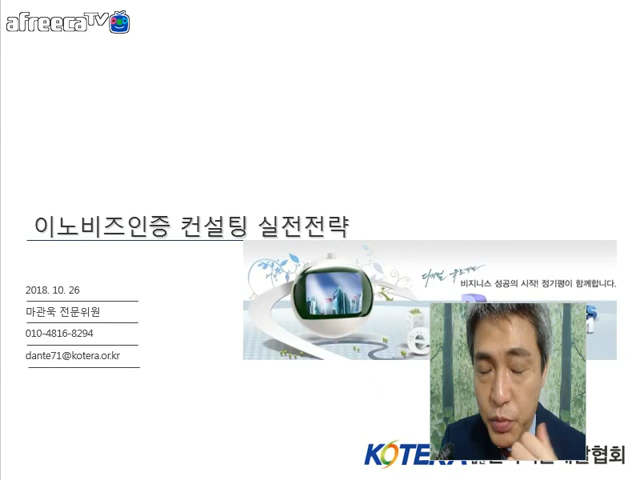 afreecaTV
이노비즈인증 컨설팅 실전전략
2018. 10. 26
마관욱 전문위원
010-4816-8294
dante71@kotera.or.kr
비지니스 성공의 시작! 정기평이 함께합니다.
e
KOTERA
협회